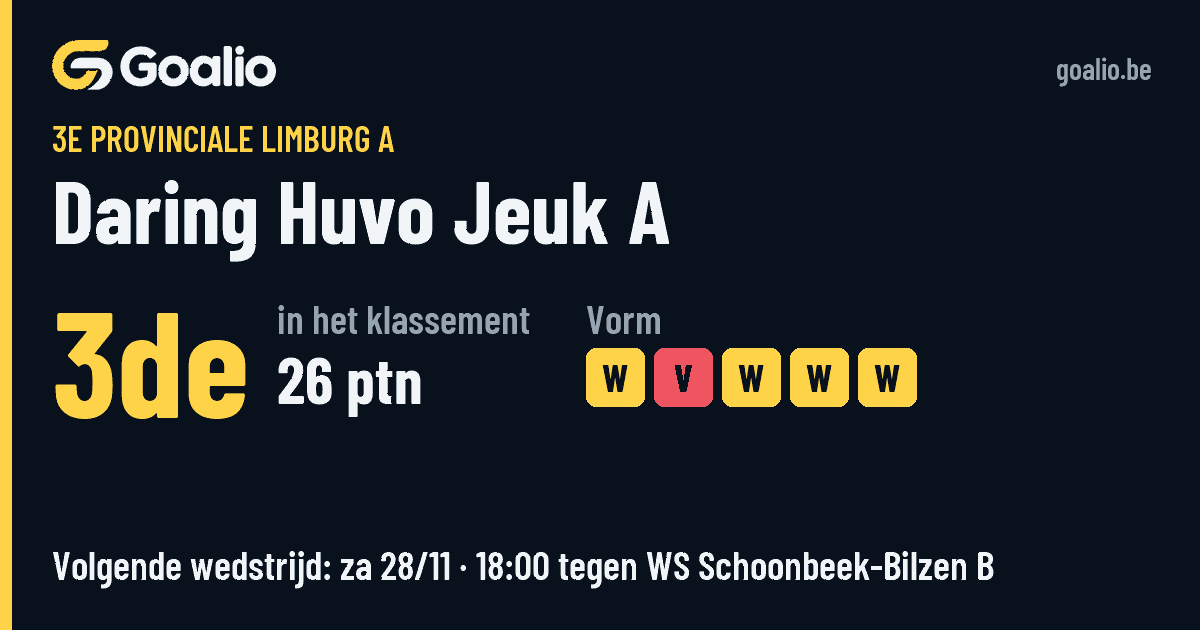 Goalio
goalio.be
3E PROVINCIALE LIMBURG A
Daring Huvo Jeuk A
3de
in het klassement
26 ptn
Vorm
W V W W W
Volgende wedstrijd: za 28/11 · 18:00 tegen WS Schoonbeek-Bilzen B